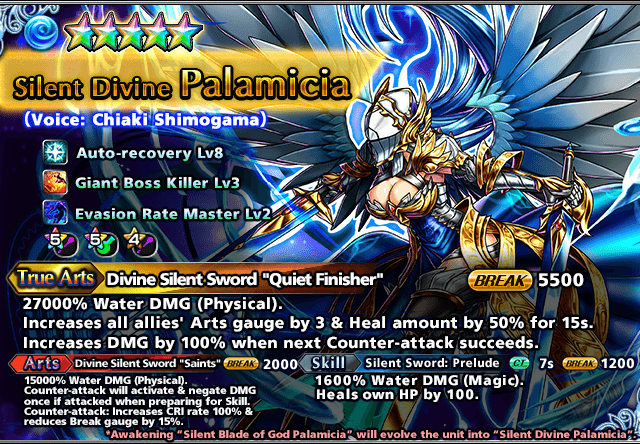 Silent Divine Palamicia
(Voice: Chiaki Shimogama)
Auto-recovery Lv8
Giant Boss Killer Lv3
Evasion Rate Master Lv2
5 5 4
True Arts Divine Silent Sword "Quiet Finisher" BREAK 5500
27000% Water DMG (Physical).
Increases all allies' Arts gauge by 3 & Heal amount by 50% for 15s.
Increases DMG by 100% when next Counter-attack succeeds.
Arts Divine Silent Sword "Saints" BREAK 2000
15000% Water DMG (Physical).
Counter-attack will activate & negate DMG
once if attacked when preparing for Skill.
Counter-attack: Increases CRI rate 100% &
reduces Break gauge by 15%.
Skill Silent Sword: Prelude CT 7s BREAK 1200
1600% Water DMG (Magic).
Heals own HP by 100.
*Awakening "Silent Blade of God Palamicia" will evolve the unit into "Silent Divine Palamicia".